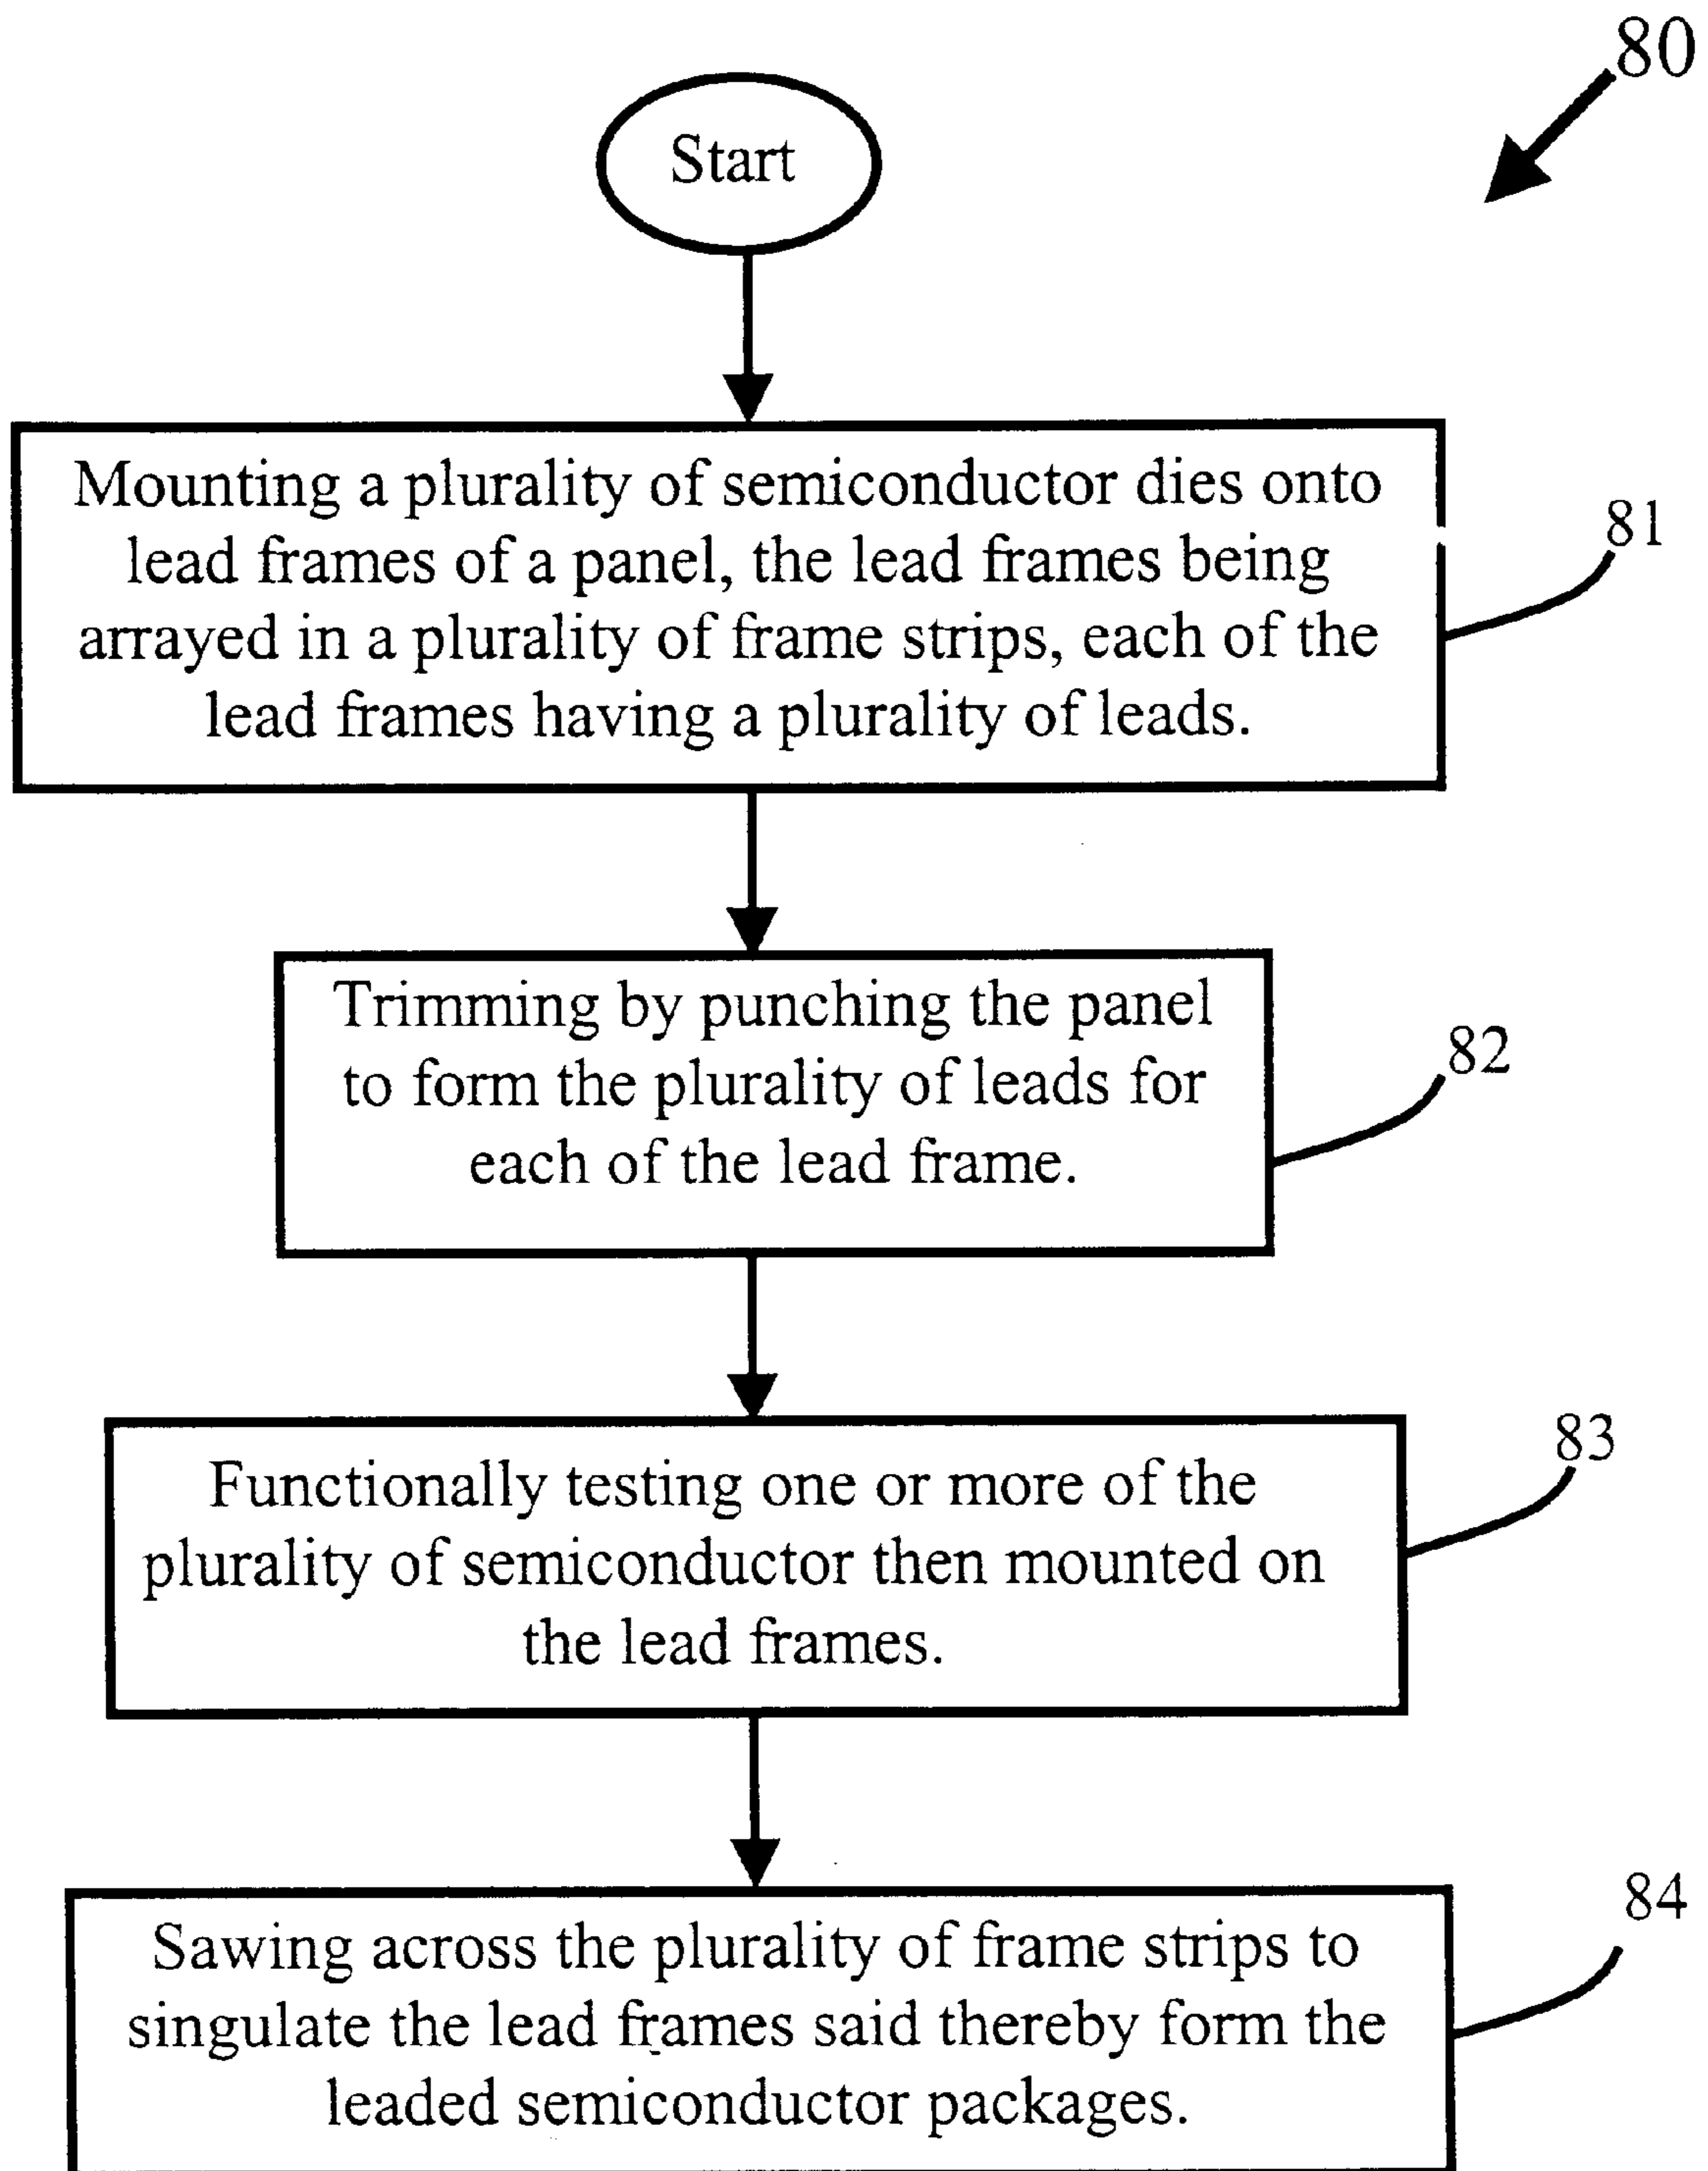 80
Start
Mounting a plurality of semiconductor dies onto
lead frames of a panel, the lead frames being
arrayed in a plurality of frame strips, each of the
lead frames having a plurality of leads.
81
Trimming by punching the panel
to form the plurality of leads for
each of the lead frame.
82
Functionally testing one or more of the
plurality of semiconductor then mounted on
the lead frames.
83
Sawing across the plurality of frame strips to
singulate the lead frames said thereby form the
leaded semiconductor packages.
84